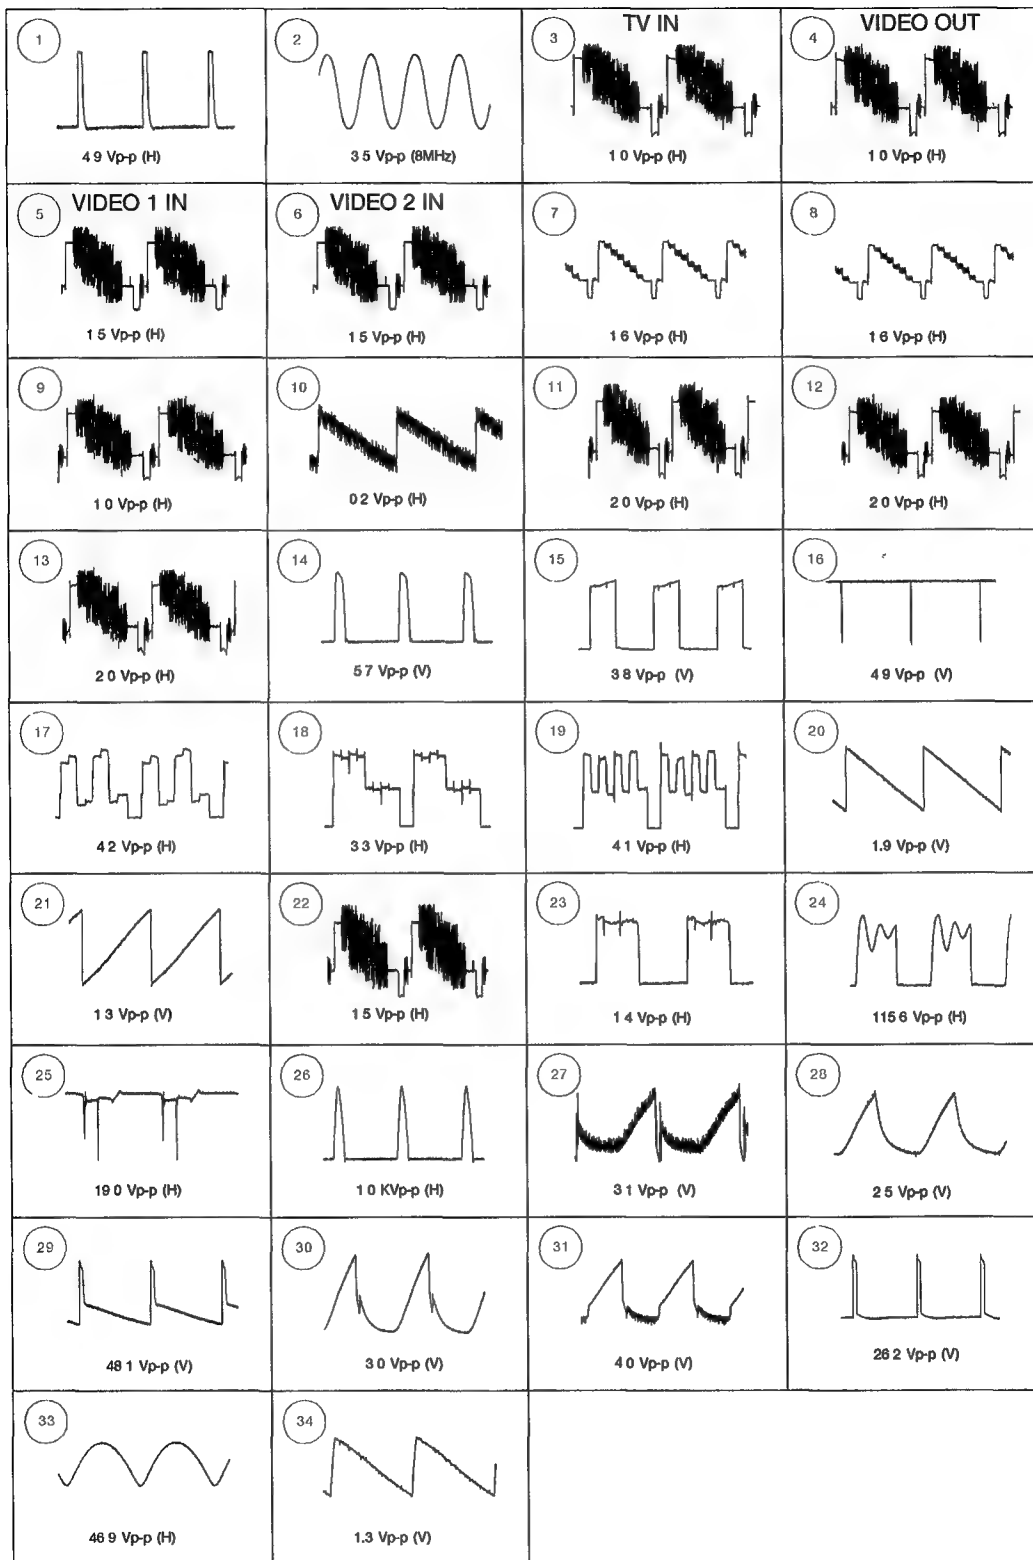 1
4 9 Vp-p (H)
2
3 5 Vp-p (8MHz)
3
TV IN
1 0 Vp-p (H)
4
VIDEO OUT
1 0 Vp-p (H)
5
VIDEO 1 IN
1 5 Vp-p (H)
6
VIDEO 2 IN
1 5 Vp-p (H)
7
1 6 Vp-p (H)
8
1 6 Vp-p (H)
9
1 0 Vp-p (H)
10
0 2 Vp-p (H)
11
2 0 Vp-p (H)
12
2 0 Vp-p (H)
13
2 0 Vp-p (H)
14
5 7 Vp-p (V)
15
3 8 Vp-p (V)
16
4 9 Vp-p (V)
17
4 2 Vp-p (H)
18
3 3 Vp-p (H)
19
4 1 Vp-p (H)
20
1.9 Vp-p (V)
21
1 3 Vp-p (V)
22
1 5 Vp-p (H)
23
1 4 Vp-p (H)
24
115 6 Vp-p (H)
25
19 0 Vp-p (H)
26
1 0 KVp-p (H)
27
3 1 Vp-p (V)
28
2 5 Vp-p (V)
29
48 1 Vp-p (V)
30
3 0 Vp-p (V)
31
4 0 Vp-p (V)
32
26 2 Vp-p (V)
33
46 9 Vp-p (H)
34
1.3 Vp-p (V)